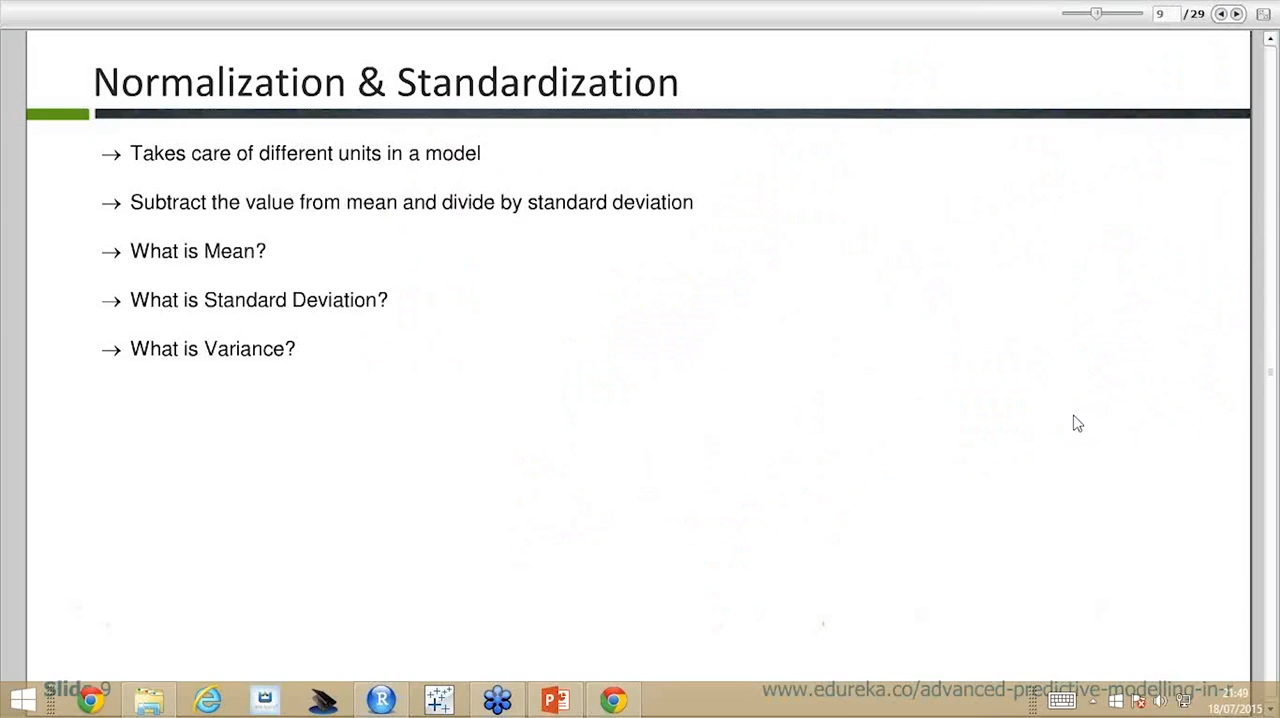 9 /29
Normalization & Standardization
→ Takes care of different units in a model
→ Subtract the value from mean and divide by standard deviation
→ What is Mean?
→ What is Standard Deviation?
→ What is Variance?
Slide 9
www.edureka.co/advanced-predictive-modelling-in-r
21:49
18/07/2015